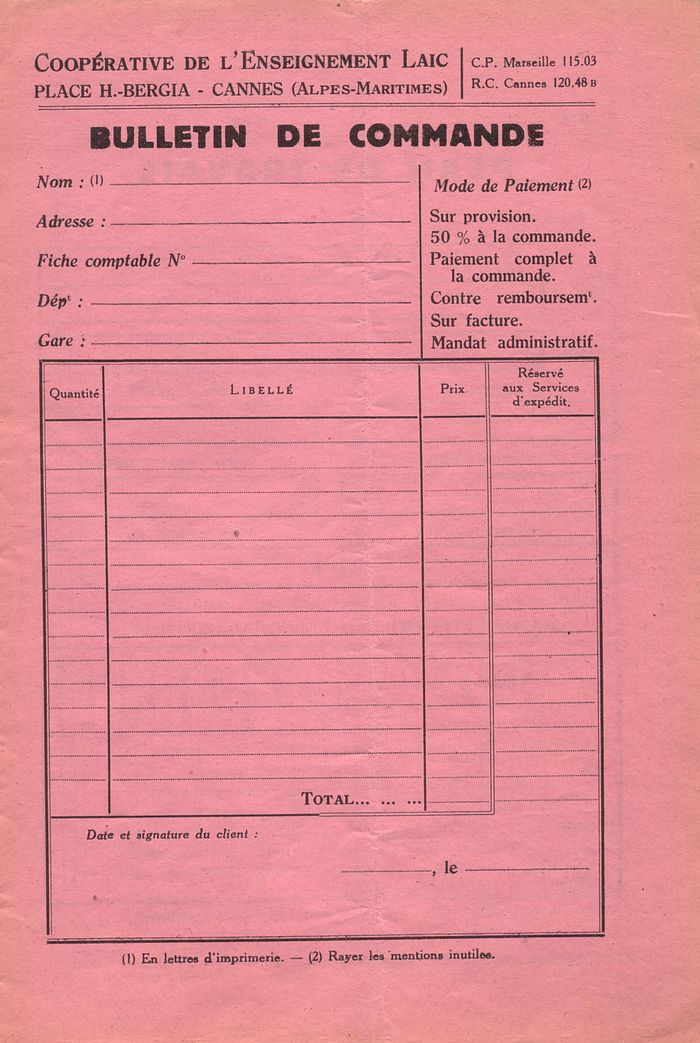 COOPÉRATIVE DE L'ENSEIGNEMENT LAIC
PLACE H.-BERGIA - CANNES (ALPES-MARITIMES)
C.P. Marseille 115.03
R.C. Cannes 120.48 B
BULLETIN DE COMMANDE
Nom : (1)
Adresse :
Fiche comptable N°
Dépt :
Gare :
Mode de Paiement (2)
Sur provision.
50 % à la commande.
Paiement complet à
la commande.
Contre remboursemt.
Sur facture.
Mandat administratif.
Quantité
LIBELLÉ
Prix
Réservé
aux Services
d'expédit.
TOTAL... ... ...
Date et signature du client :
, le
(1) En lettres d'imprimerie. — (2) Rayer les mentions inutiles.